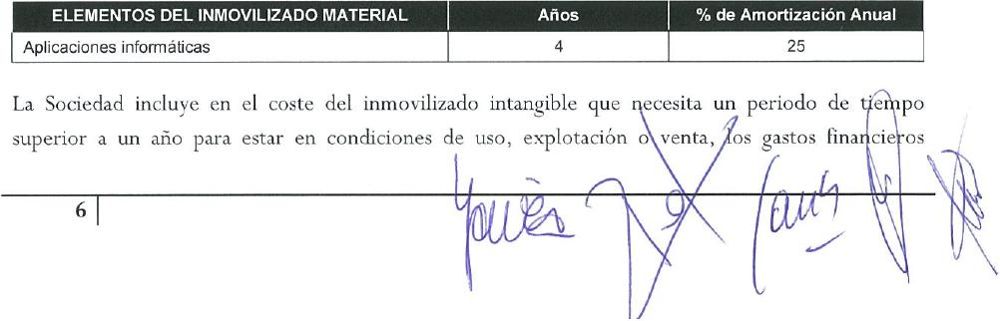 ELEMENTOS DEL INMOVILIZADO MATERIAL Años % de Amortización Anual
Aplicaciones informáticas 4 25
La Sociedad incluye en el coste del inmovilizado intangible que necesita un periodo de tiempo
superior a un año para estar en condiciones de uso, explotación o venta, los gastos financieros
6